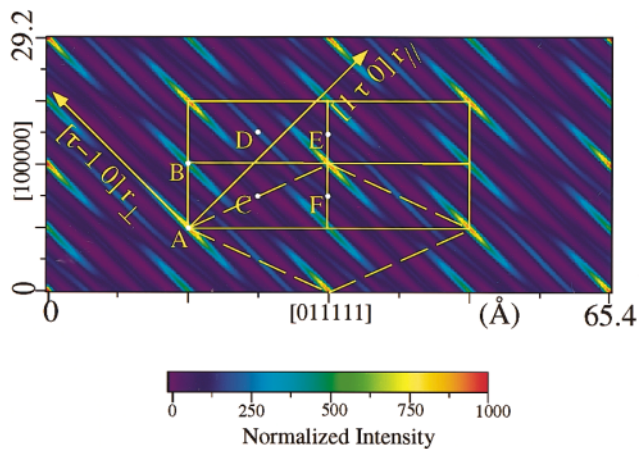 29.2
[1 τ 0] r//
D
E
[100000]
B
[τ −1 0] r⊥
C
F
A
0
0
[011111]
(Å)
65.4
0
250
500
750
1000
Normalized Intensity